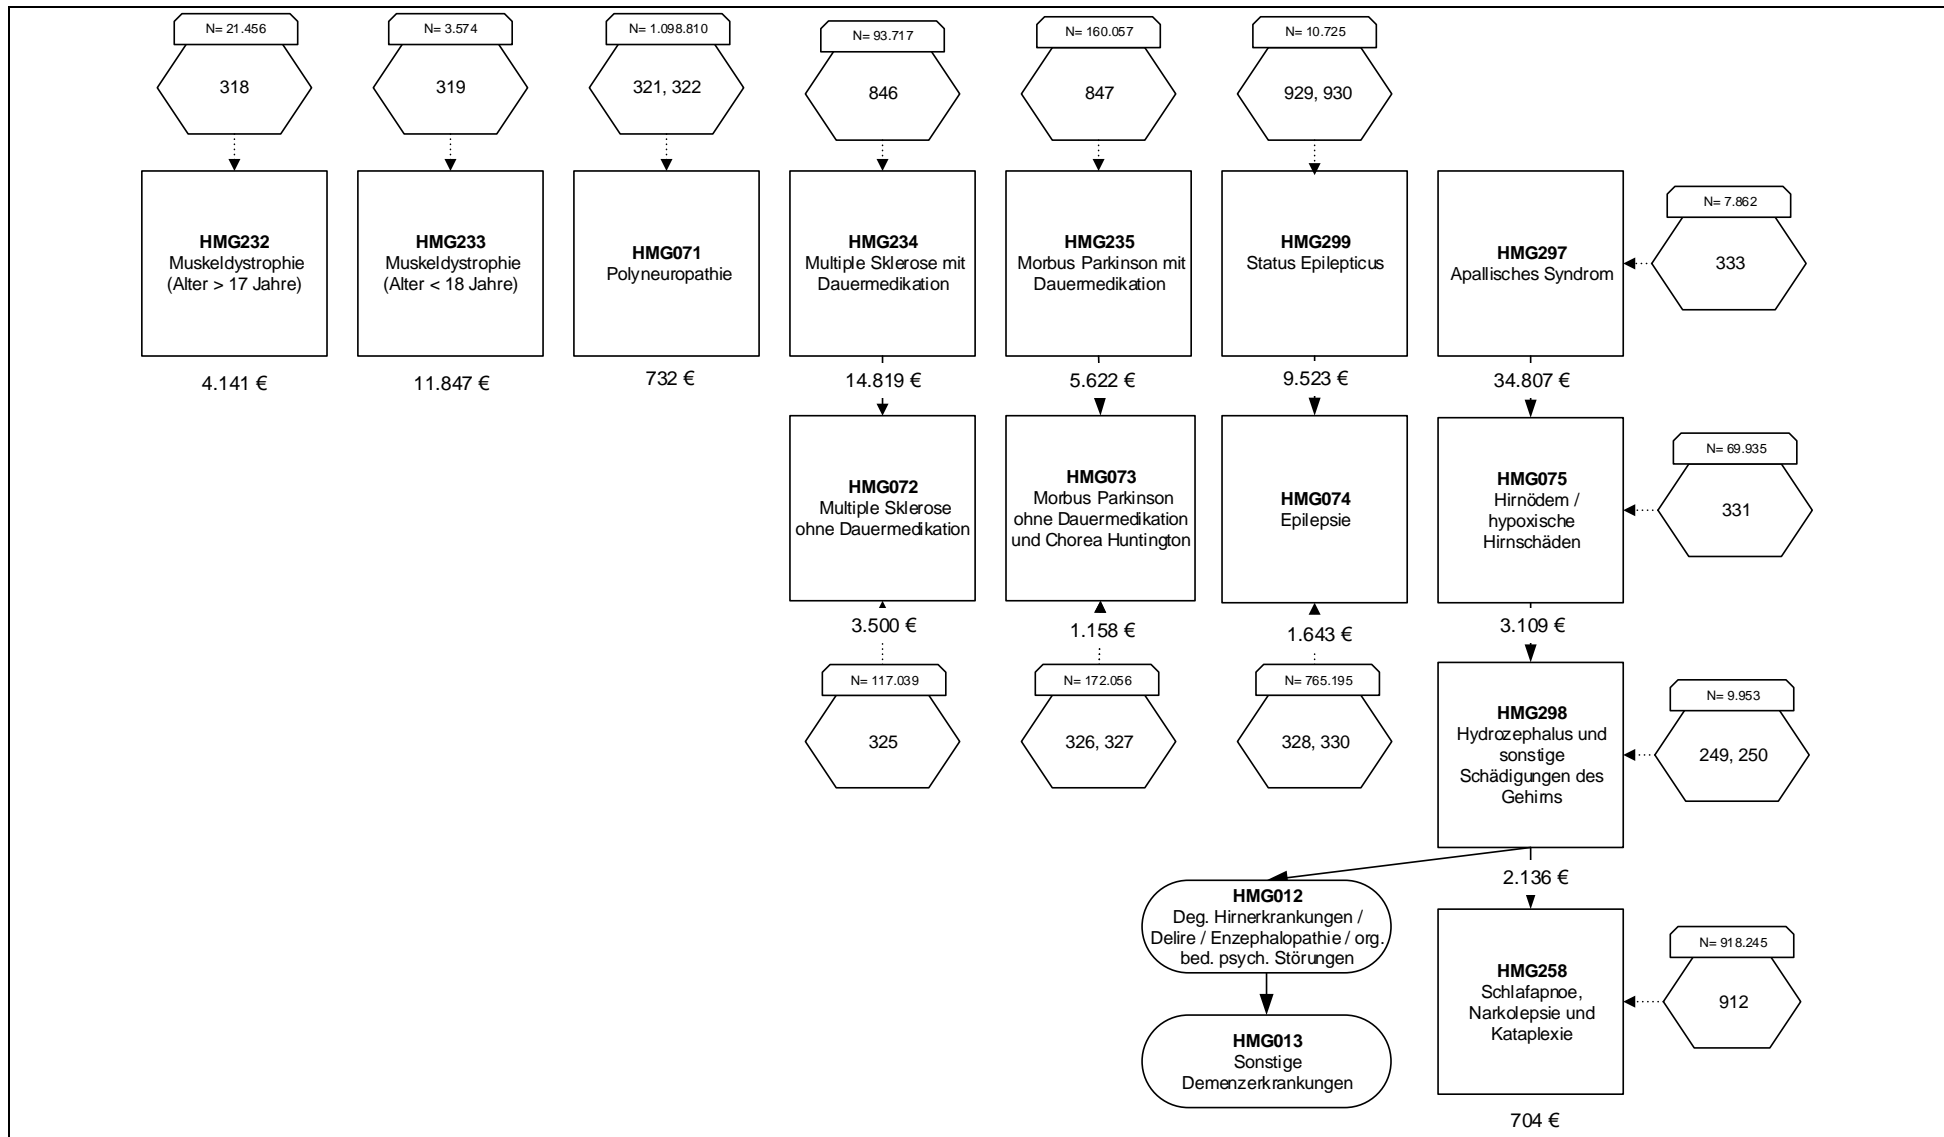 N= 21.456
318
HMG232
Muskeldystrophie
(Alter > 17 Jahre)
4.141 €
N= 3.574
319
HMG233
Muskeldystrophie
(Alter < 18 Jahre)
11.847 €
N= 1.098.810
321, 322
HMG071
Polyneuropathie
732 €
N= 93.717
846
HMG234
Multiple Sklerose mit
Dauermedikation
14.819 €
HMG072
Multiple Sklerose
ohne Dauermedikation
3.500 €
N= 117.039
325
N= 160.057
847
HMG235
Morbus Parkinson mit
Dauermedikation
5.622 €
HMG073
Morbus Parkinson
ohne Dauermedikation
und Chorea Huntington
1.158 €
N= 172.056
326, 327
N= 10.725
929, 930
HMG299
Status Epilepticus
9.523 €
HMG074
Epilepsie
1.643 €
N= 765.195
328, 330
HMG297
Apallisches Syndrom
N= 7.862
333
34.807 €
HMG075
Hirnödem /
hypoxische
Hirnschäden
N= 69.935
331
3.109 €
HMG298
Hydrozephalus und
sonstige
Schädigungen des
Gehirns
N= 9.953
249, 250
2.136 €
HMG012
Deg. Hirnerkrankungen /
Delire / Enzephalopathie / org.
bed. psych. Störungen
HMG013
Sonstige
Demenzerkrankungen
HMG258
Schlafapnoe,
Narkolepsie und
Kataplexie
N= 918.245
912
704 €